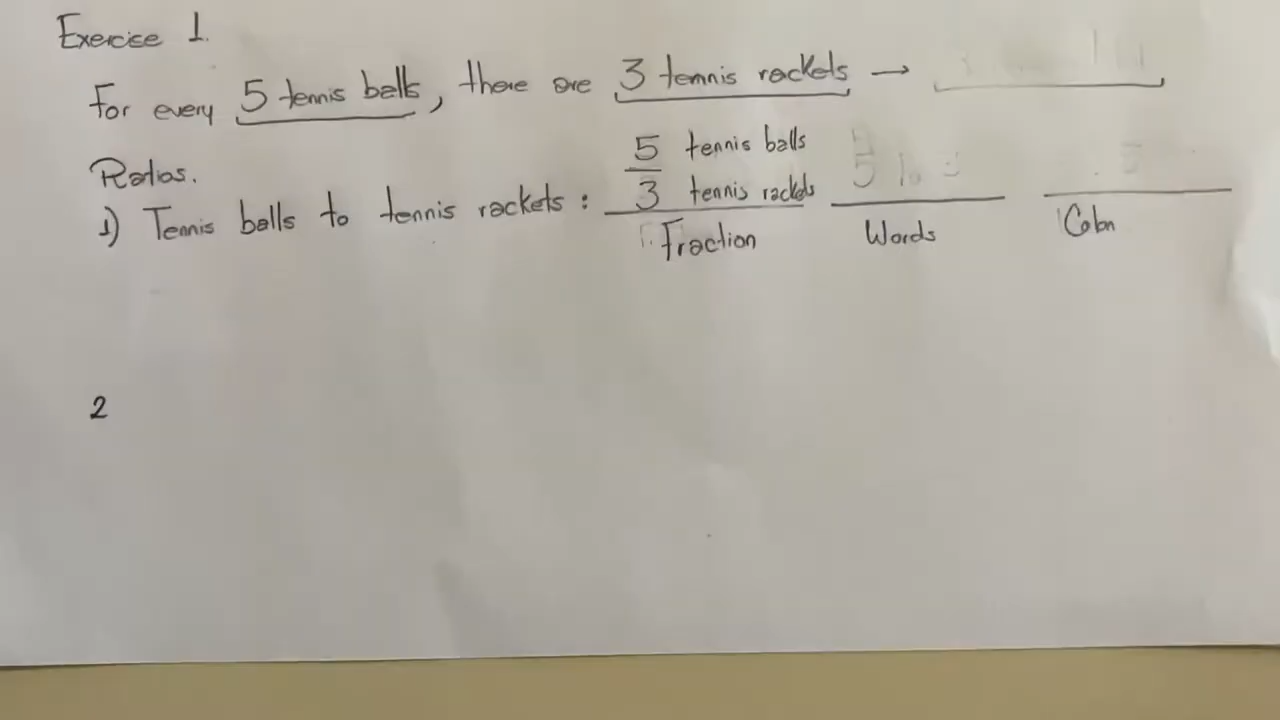 Exercise 1.
For every 5 tennis balls, there are 3 tennis rackets →
Ratios.
5 tennis balls
1) Tennis balls to tennis rackets : 3 tennis rackets
Fraction Words Colon
2